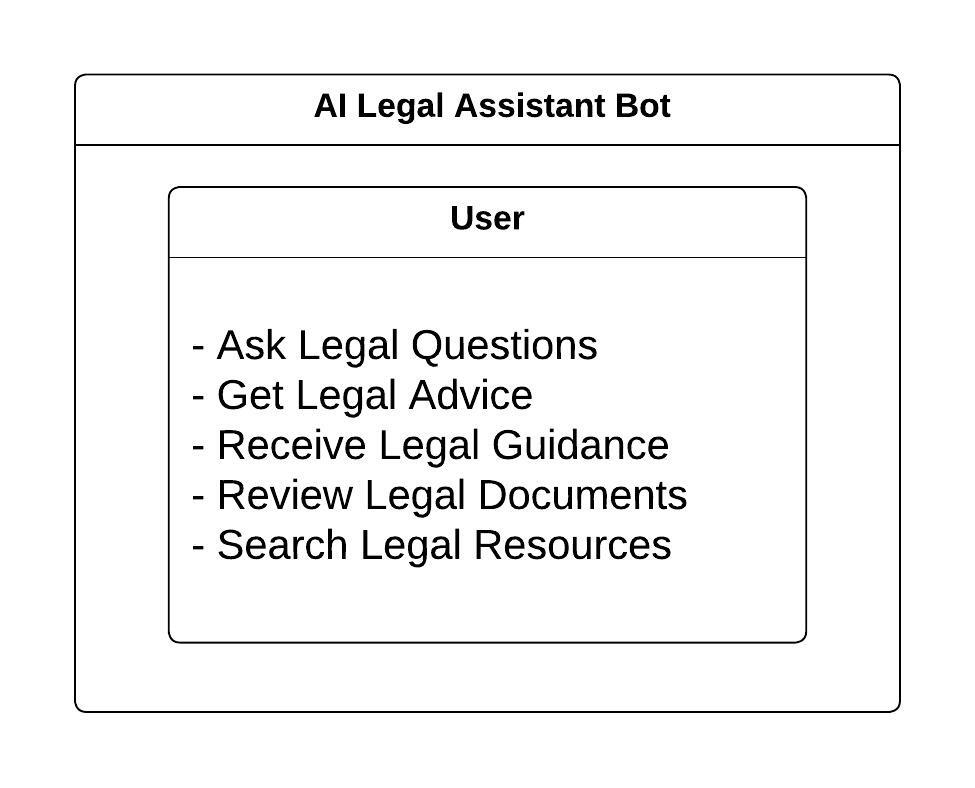 AI Legal Assistant Bot
User
- Ask Legal Questions
- Get Legal Advice
- Receive Legal Guidance
- Review Legal Documents
- Search Legal Resources